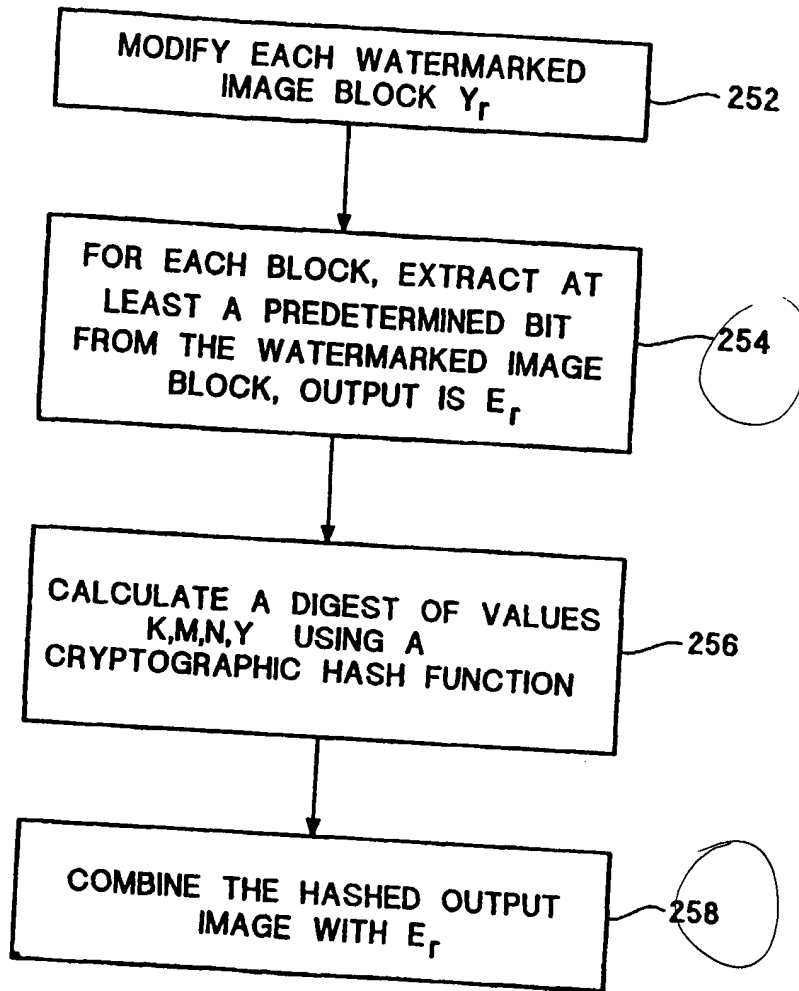 MODIFY EACH WATERMARKED
IMAGE BLOCK Yr
252
FOR EACH BLOCK, EXTRACT AT
LEAST A PREDETERMINED BIT
FROM THE WATERMARKED IMAGE
BLOCK, OUTPUT IS Er
254
CALCULATE A DIGEST OF VALUES
K,M,N,Y USING A
CRYPTOGRAPHIC HASH FUNCTION
256
COMBINE THE HASHED OUTPUT
IMAGE WITH Er
258